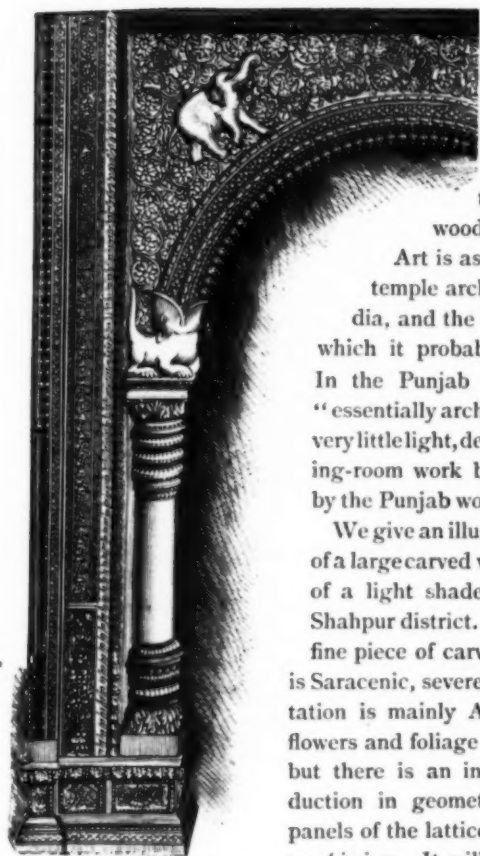 wood
Art is as
temple arch
dia, and the
which it probab
In the Punjab
“ essentially arch
very little light, de
ing-room work b
by the Punjab wo
We give an illu
of a large carved w
of a light shade
Shahpur district.
fine piece of carv
is Saracenic, severe
tation is mainly A
flowers and foliage
but there is an in
duction in geomet
panels of the lattice